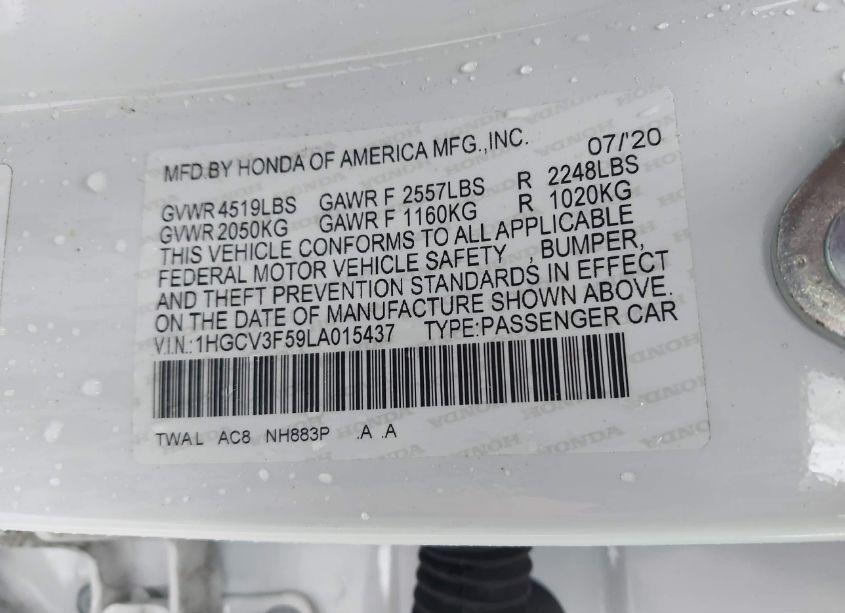 MFD.BY HONDA OF AMERICA MFG.,INC. 07/'20
GVWR 4519LBS GAWR F 2557LBS R 2248LBS
GVWR 2050KG GAWR F 1160KG R 1020KG
THIS VEHICLE CONFORMS TO ALL APPLICABLE
FEDERAL MOTOR VEHICLE SAFETY , BUMPER,
AND THEFT PREVENTION STANDARDS IN EFFECT
ON THE DATE OF MANUFACTURE SHOWN ABOVE.
V.I.N.:1HGCV3F59LA015437 TYPE:PASSENGER CAR
TWAL AC8 NH883P .A .A